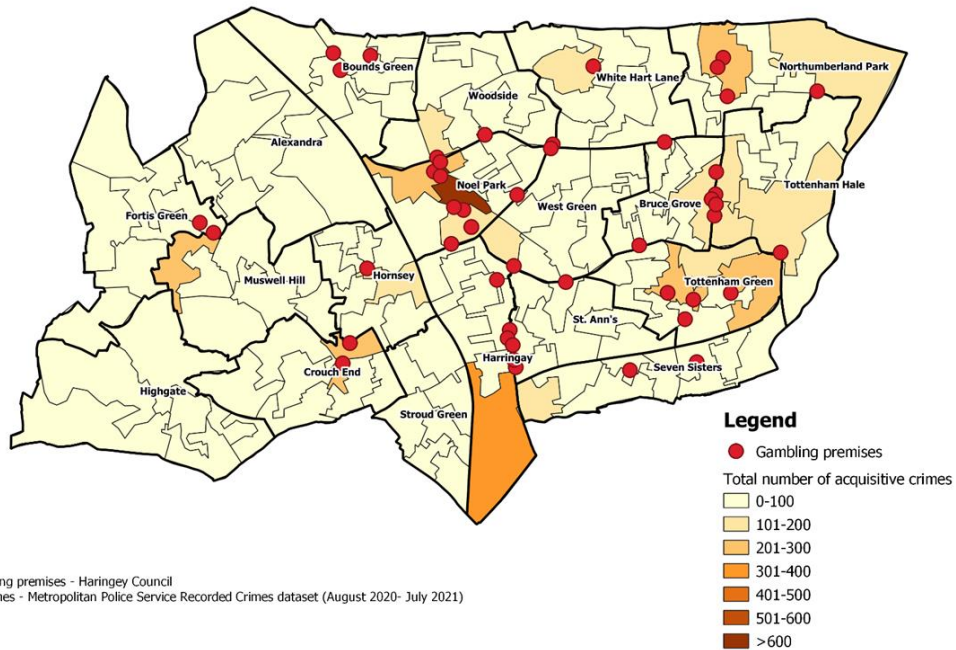 Bounds Green
White Hart Lane
Northumberland Park
Woodside
Alexandra
Noel Park
Tottenham Hale
Fortis Green
West Green
Bruce Grove
Muswell Hill
Hornsey
Tottenham Green
St. Ann's
Harringay
Crouch End
Seven Sisters
Highgate
Stroud Green
Legend
Gambling premises
Total number of acquisitive crimes
0-100
101-200
201-300
301-400
401-500
501-600
>600
ng premises - Haringey Council
nes - Metropolitan Police Service Recorded Crimes dataset (August 2020- July 2021)